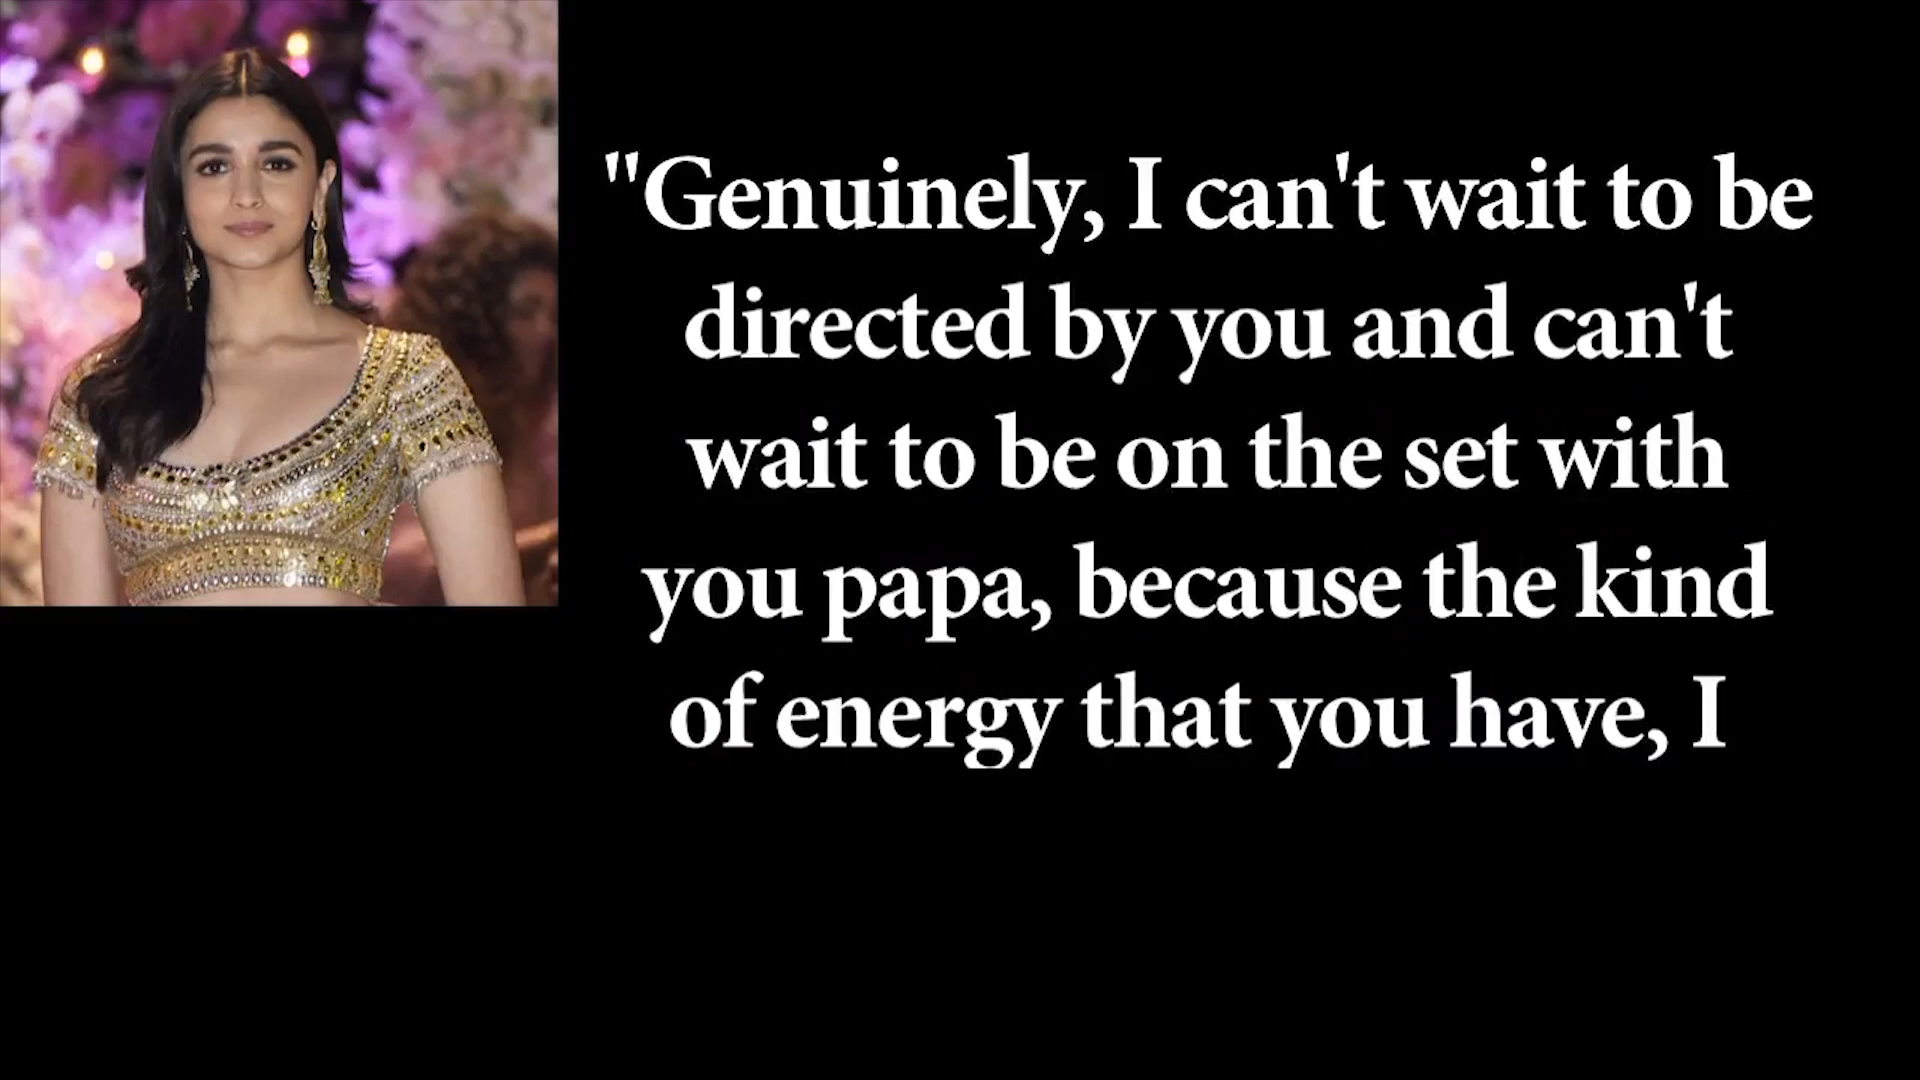 "Genuinely, I can't wait to be
directed by you and can't
wait to be on the set with
you papa, because the kind
of energy that you have, I